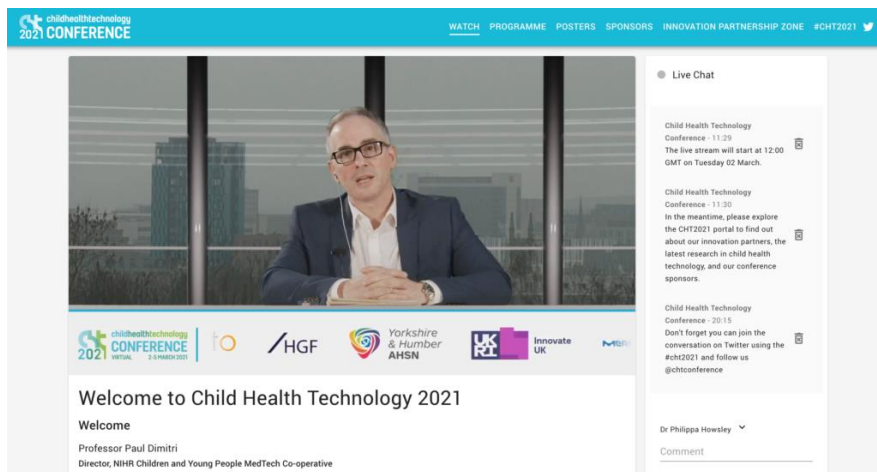 childhealthtechnology
2021 CONFERENCE
WATCH PROGRAMME POSTERS SPONSORS INNOVATION PARTNERSHIP ZONE #CHT2021
Live Chat
Child Health Technology
Conference - 11:29
The live stream will start at 12:00
GMT on Tuesday 02 March.
Child Health Technology
Conference - 11:30
In the meantime, please explore
the CHT2021 portal to find out
about our innovation partners, the
latest research in child health
technology, and our conference
sponsors.
Child Health Technology
Conference - 20:15
Don't forget you can join the
conversation on Twitter using the
#cht2021 and follow us
@chtconference
childhealthtechnology
CONFERENCE
2021 VIRTUAL 2-5 MARCH 2021
HGF
Yorkshire
& Humber
AHSN
UK
RI
Innovate
UK
Welcome to Child Health Technology 2021
Welcome
Professor Paul Dimitri
Director, NIHR Children and Young People MedTech Co-operative
Dr Philippa Howsley
Comment